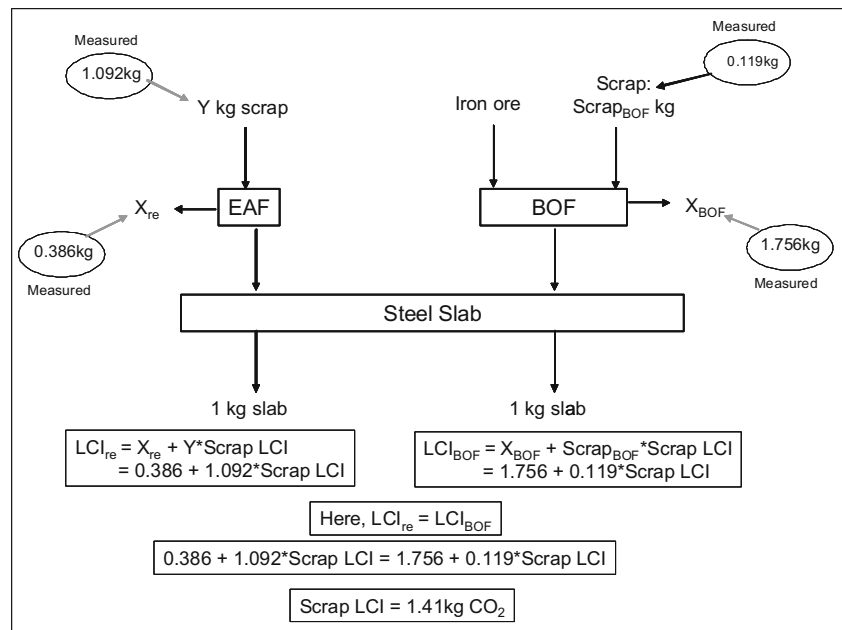 Measured
1.092kg
Y kg scrap
Measured
0.119kg
Scrap:
Scrap_BOF kg
Iron ore
X_re
EAF
BOF
X_BOF
0.386kg
Measured
1.756kg
Measured
Steel Slab
1 kg slab
1 kg slab
LCI_re = X_re + Y*Scrap LCI
= 0.386 + 1.092*Scrap LCI
LCI_BOF = X_BOF + Scrap_BOF*Scrap LCI
= 1.756 + 0.119*Scrap LCI
Here, LCI_re = LCI_BOF
0.386 + 1.092*Scrap LCI = 1.756 + 0.119*Scrap LCI
Scrap LCI = 1.41kg CO₂